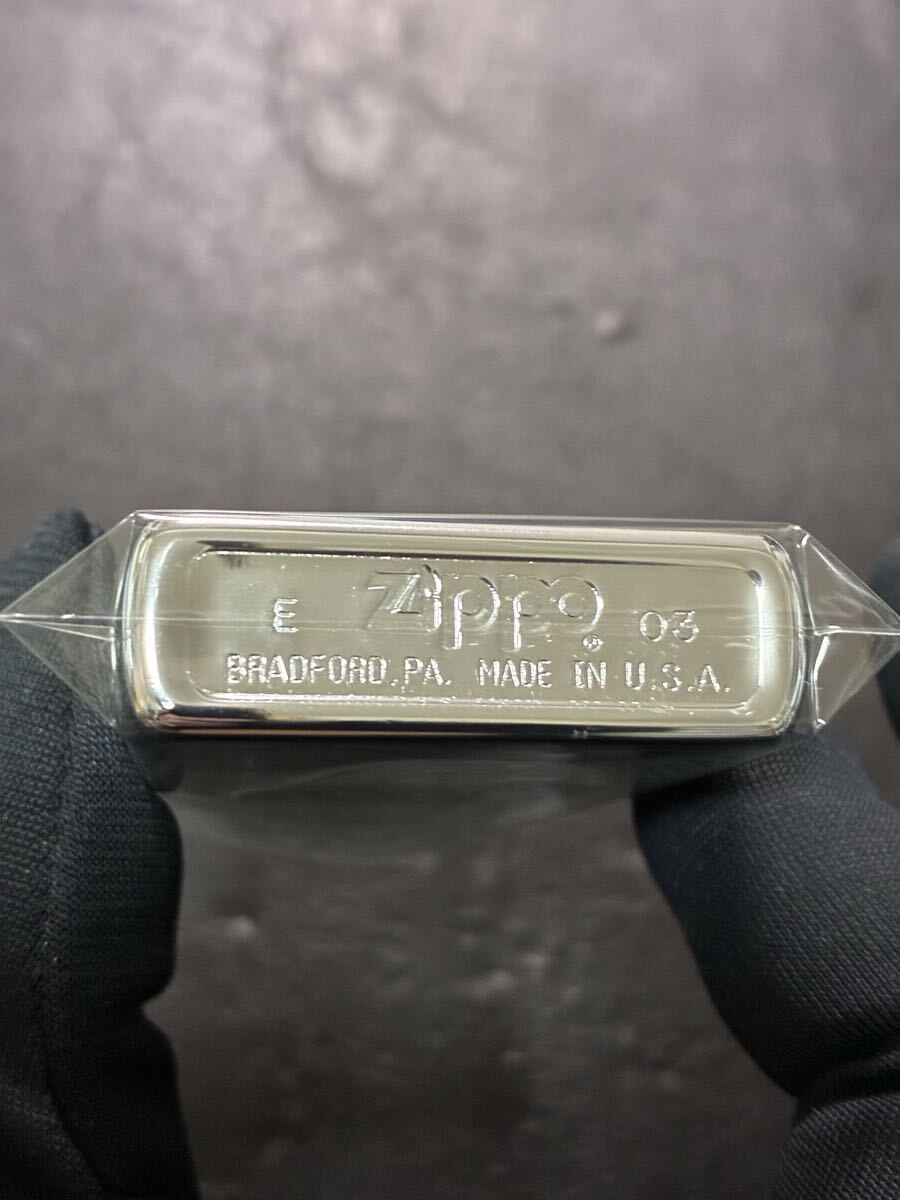 E Zippo® 03
BRADFORD,PA. MADE IN U.S.A.